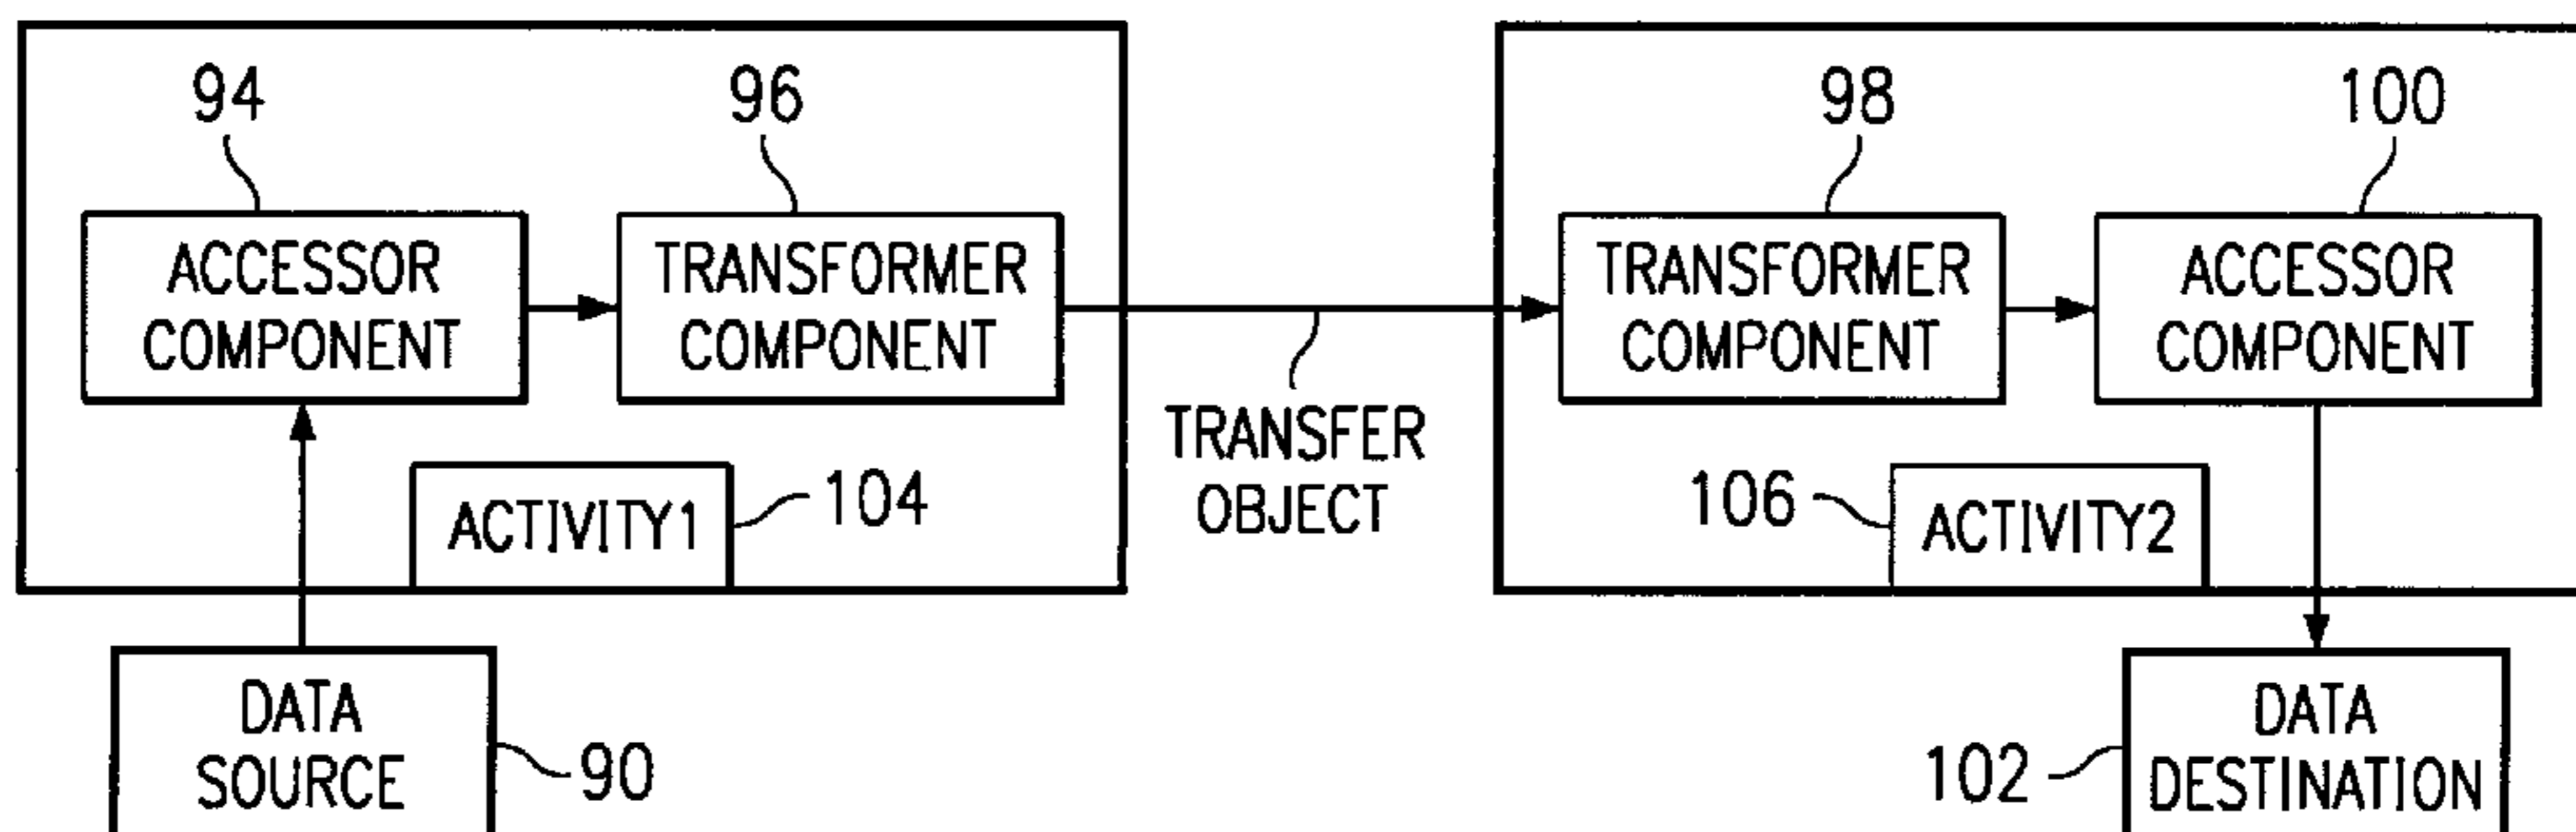 94
96
98
100
ACCESSOR
COMPONENT
TRANSFORMER
COMPONENT
TRANSFORMER
COMPONENT
ACCESSOR
COMPONENT
TRANSFER
OBJECT
ACTIVITY1
104
106
ACTIVITY2
DATA
SOURCE
90
102
DATA
DESTINATION